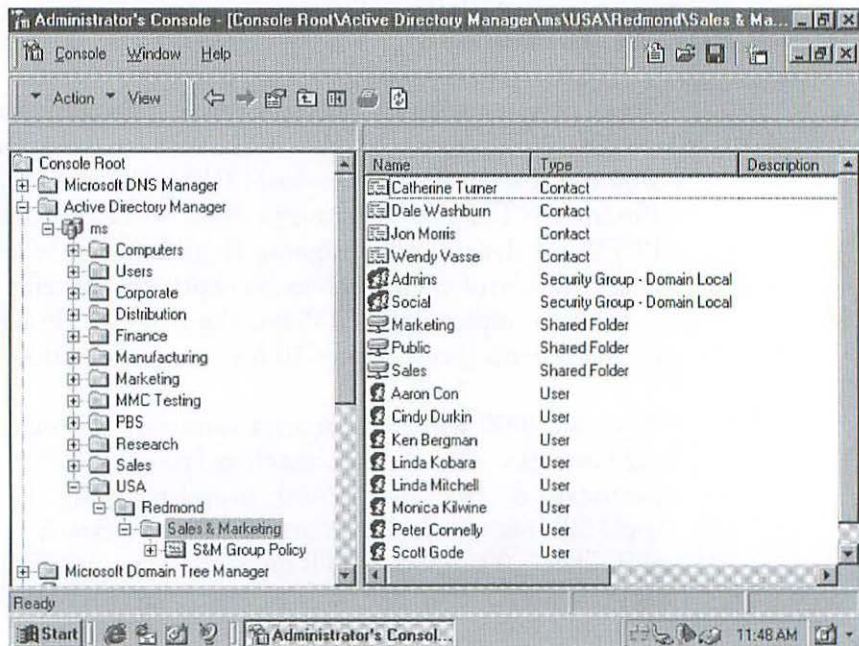 Administrator's Console - [Console Root\Active Directory Manager\ms\USA\Redmond\Sales & Ma...
Console Window Help
Action View
Console Root
Microsoft DNS Manager
Active Directory Manager
ms
Computers
Users
Corporate
Distribution
Finance
Manufacturing
Marketing
MMC Testing
PBS
Research
Sales
USA
Redmond
Sales & Marketing
S&M Group Policy
Microsoft Domain Tree Manager
Name Type Description
Catherine Turner Contact
Dale Washburn Contact
Jon Morris Contact
Wendy Vasse Contact
Admins Security Group - Domain Local
Social Security Group - Domain Local
Marketing Shared Folder
Public Shared Folder
Sales Shared Folder
Aaron Con User
Cindy Durkin User
Ken Bergman User
Linda Kobara User
Linda Mitchell User
Monica Kilwine User
Peter Connelly User
Scott Gode User
Ready
Start Administrator's Consol... 11:48 AM